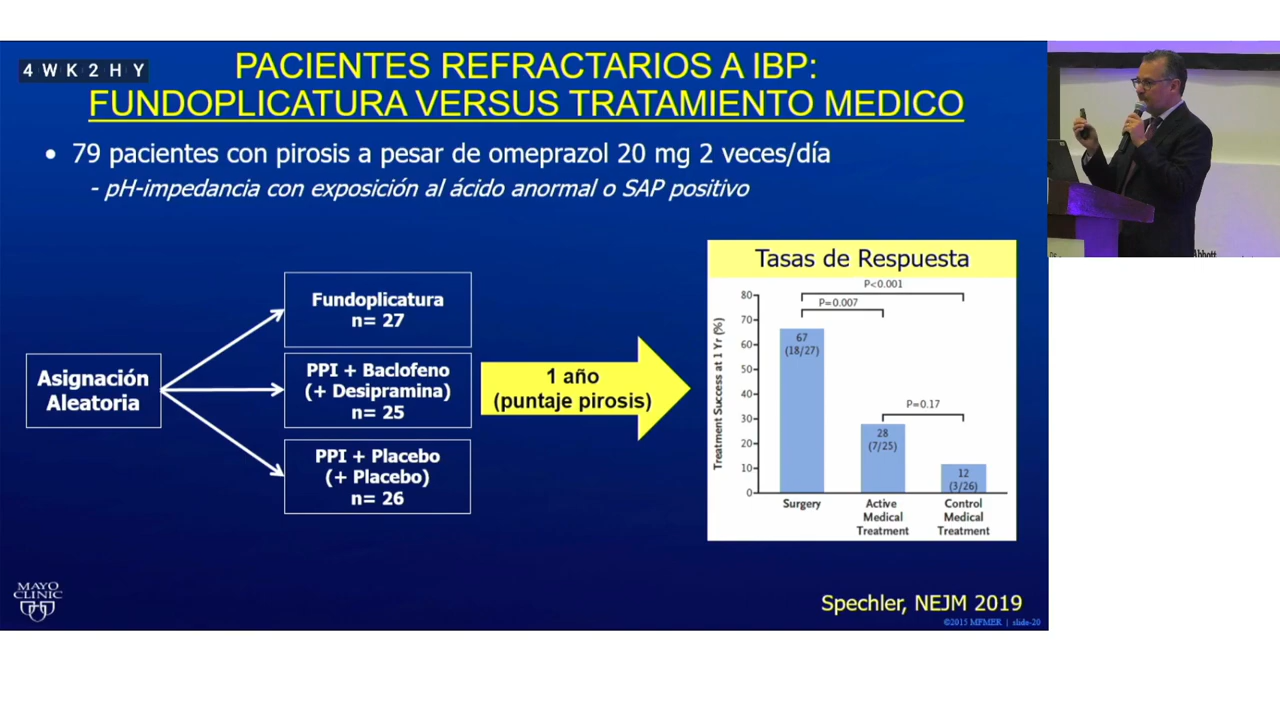 4WK2HY
PACIENTES REFRACTARIOS A IBP:
FUNDOPLICATURA VERSUS TRATAMIENTO MEDICO
• 79 pacientes con pirosis a pesar de omeprazol 20 mg 2 veces/día
- pH-impedancia con exposición al ácido anormal o SAP positivo
Asignación
Aleatoria
Fundoplicatura
n= 27
PPI + Baclofeno
(+ Desipramina)
n= 25
PPI + Placebo
(+ Placebo)
n= 26
1 año
(puntaje pirosis)
Tasas de Respuesta
P<0.001
P=0.007
P=0.17
Treatment Success at 1 Yr (%)
80
70
60
50
40
30
20
10
0
67
(18/27)
28
(7/25)
12
(3/26)
Surgery
Active
Medical
Treatment
Control
Medical
Treatment
MAYO
CLINIC
Spechler, NEJM 2019
©2015 MFMER | slide-20
Abbott